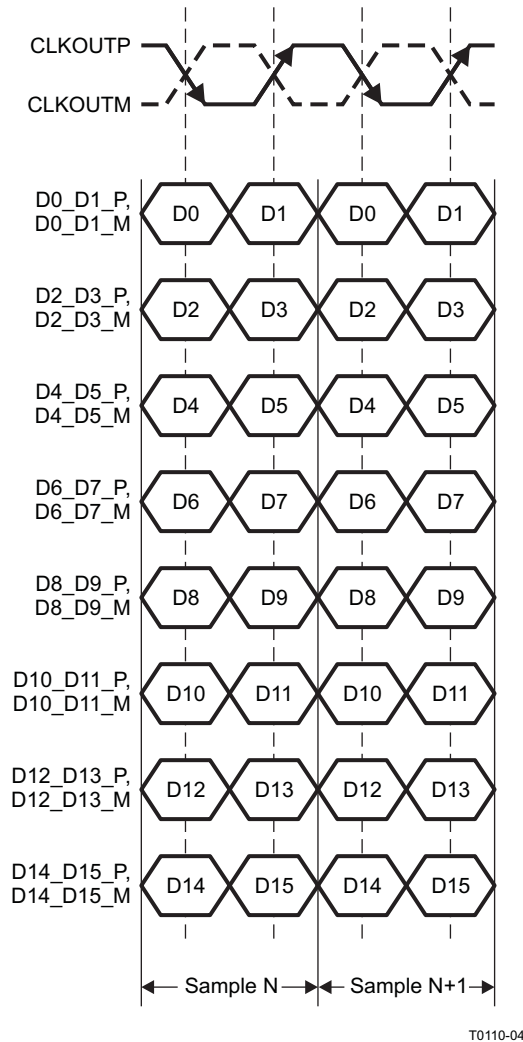 CLKOUTP
CLKOUTM
D0_D1_P,
D0_D1_M
D0 D1 D0 D1
D2_D3_P,
D2_D3_M
D2 D3 D2 D3
D4_D5_P,
D4_D5_M
D4 D5 D4 D5
D6_D7_P,
D6_D7_M
D6 D7 D6 D7
D8_D9_P,
D8_D9_M
D8 D9 D8 D9
D10_D11_P,
D10_D11_M
D10 D11 D10 D11
D12_D13_P,
D12_D13_M
D12 D13 D12 D13
D14_D15_P,
D14_D15_M
D14 D15 D14 D15
Sample N Sample N+1
T0110-04